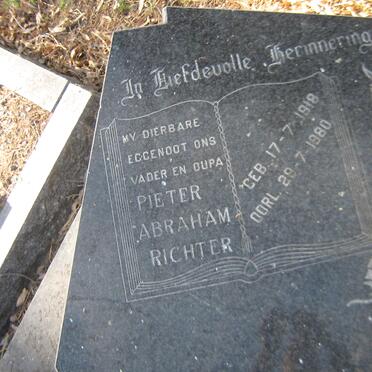 In Liefdevolle Herinnering
MY DIERBARE
EGGENOOT ONS
VADER EN OUPA
PIETER
ABRAHAM
RICHTER
GEB. 17-7-1918
OORL. 29-7-1980